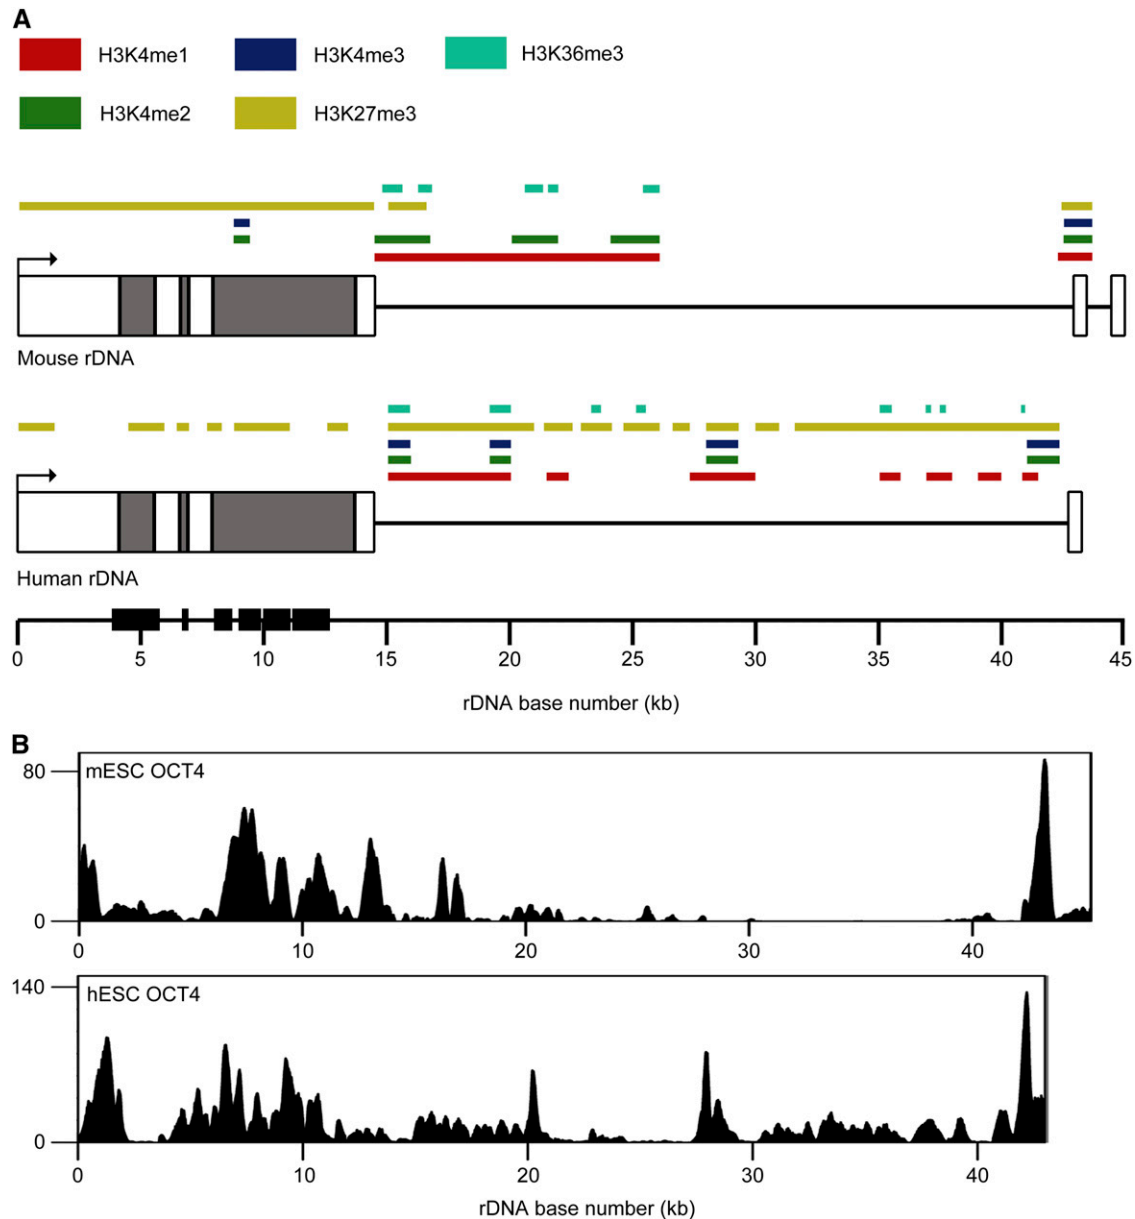 A
H3K4me1 H3K4me3 H3K36me3
H3K4me2 H3K27me3
Mouse rDNA
Human rDNA
0 5 10 15 20 25 30 35 40 45
rDNA base number (kb)
B
80
mESC OCT4
0
0 10 20 30 40
140
hESC OCT4
0
0 10 20 30 40
rDNA base number (kb)